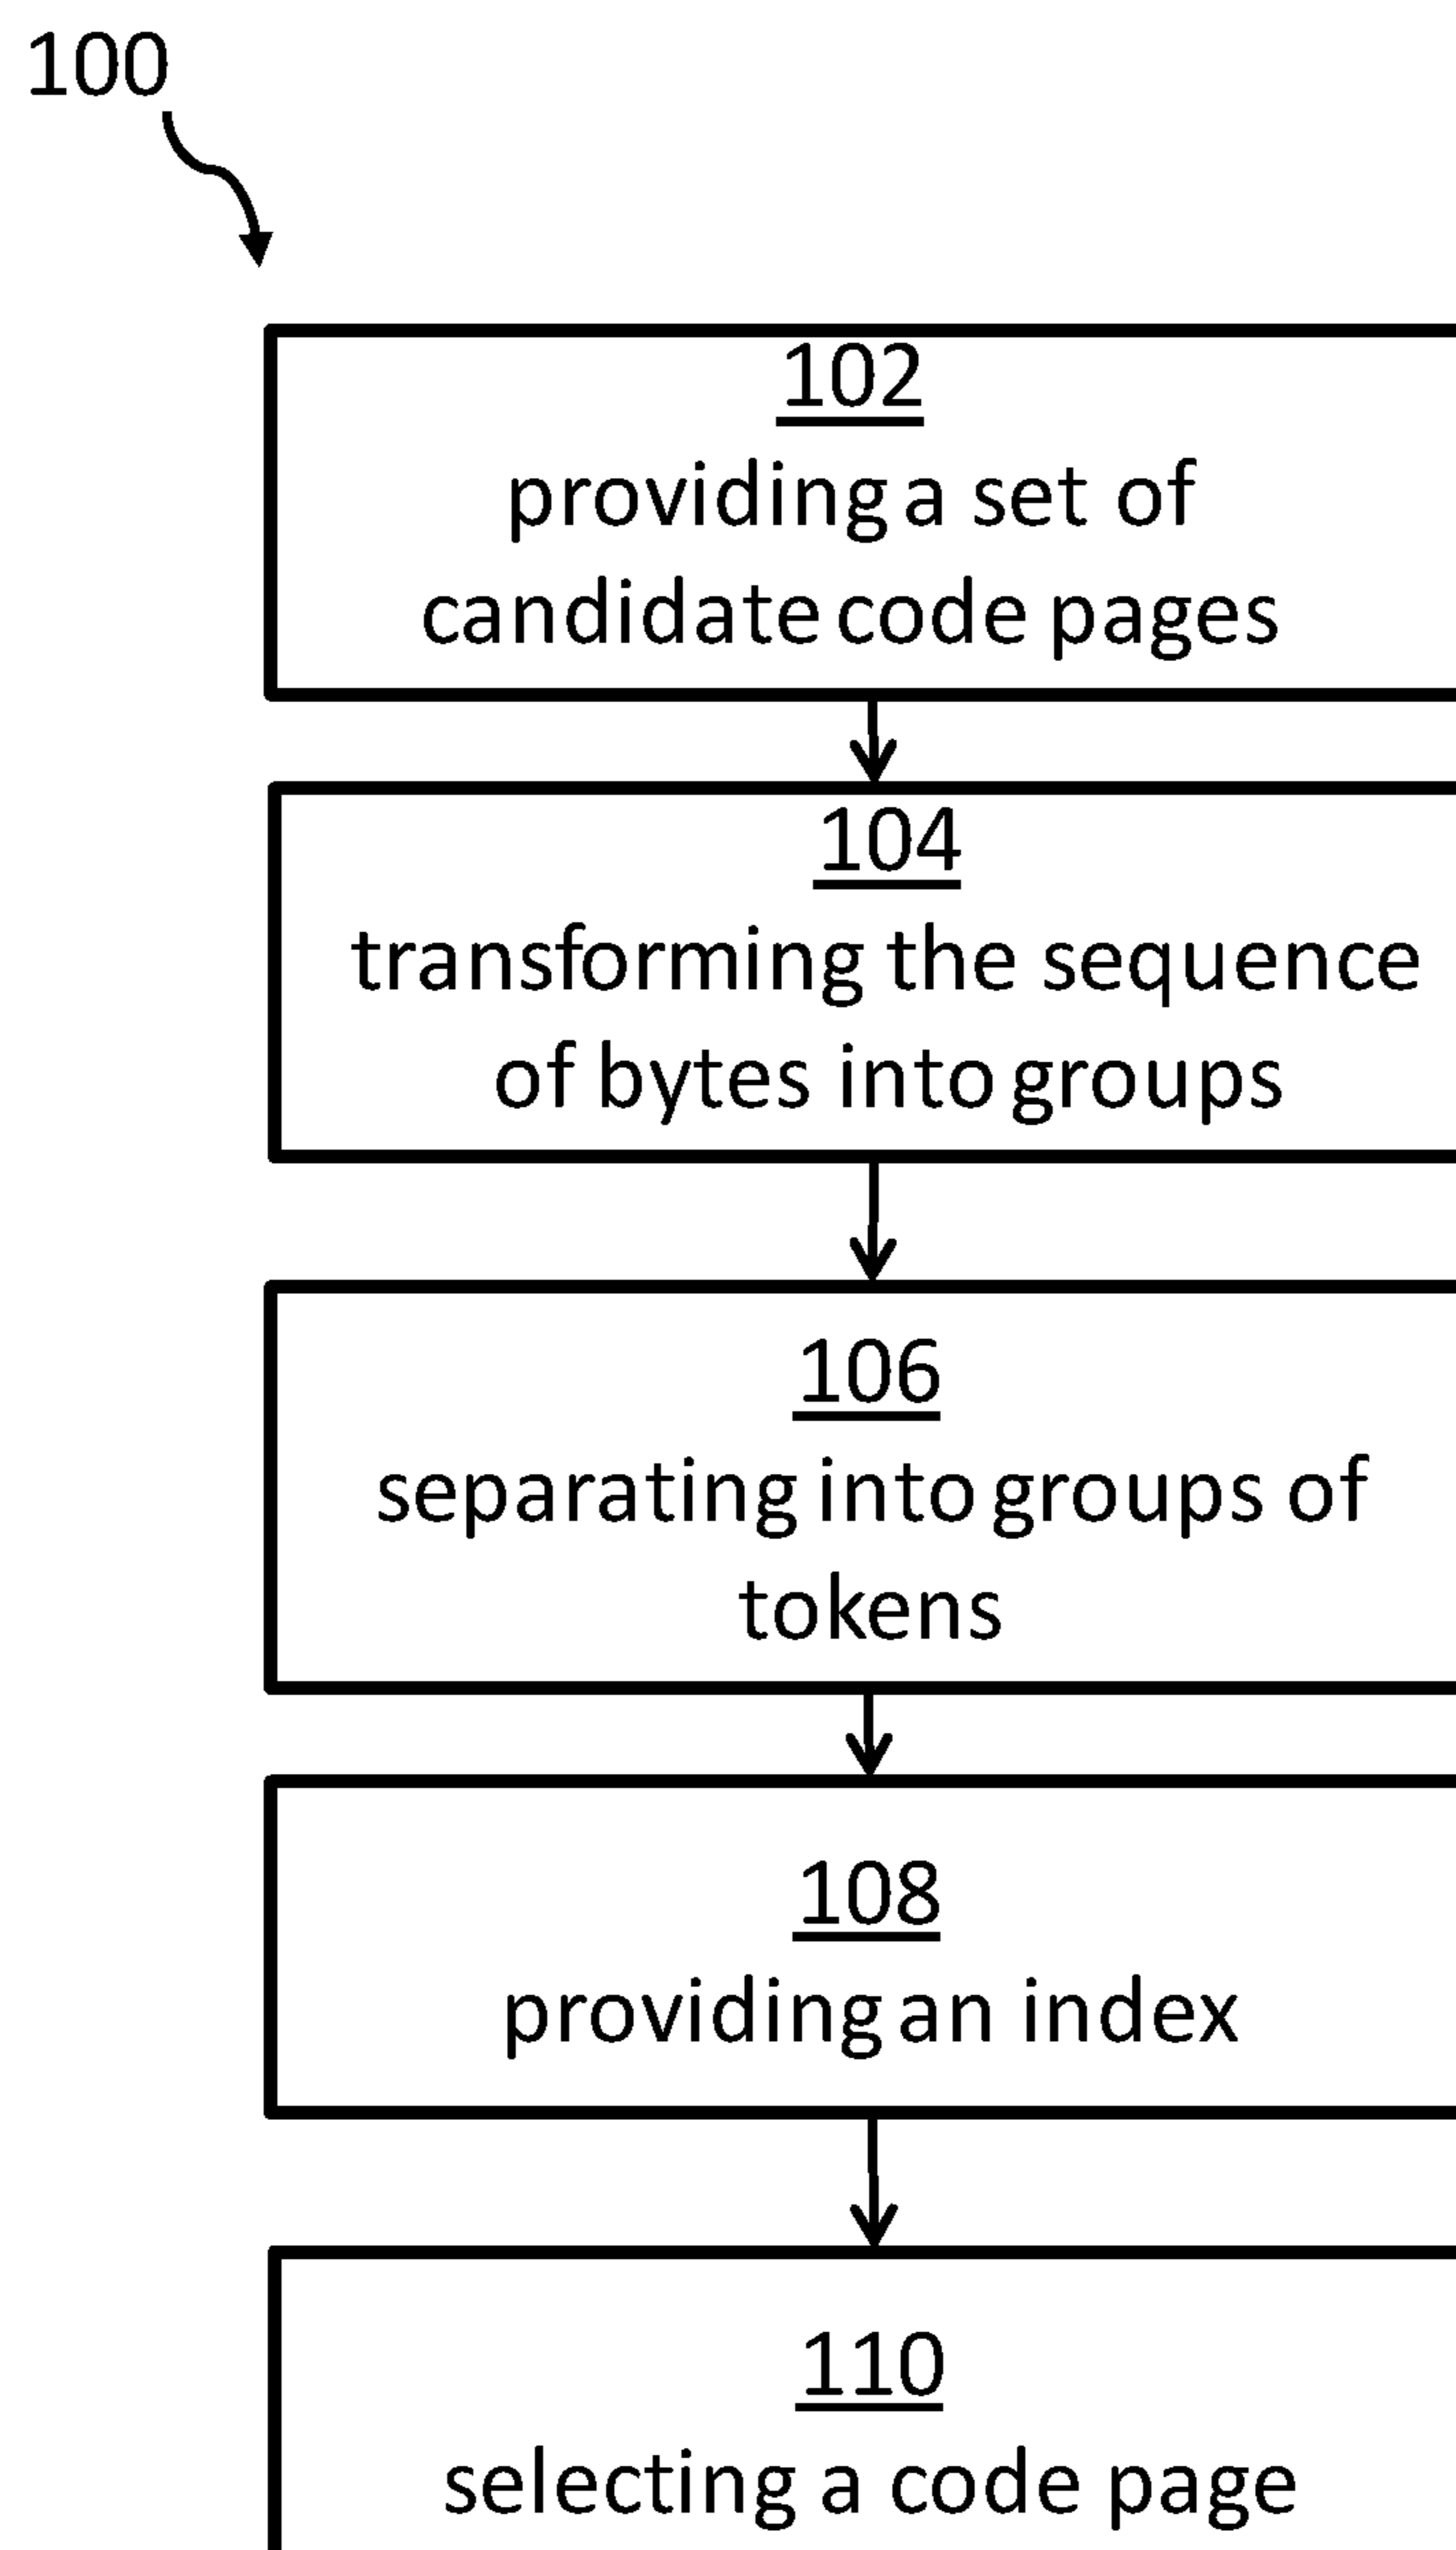 100
102
providing a set of
candidate code pages
104
transforming the sequence
of bytes into groups
106
separating into groups of
tokens
108
providing an index
110
selecting a code page